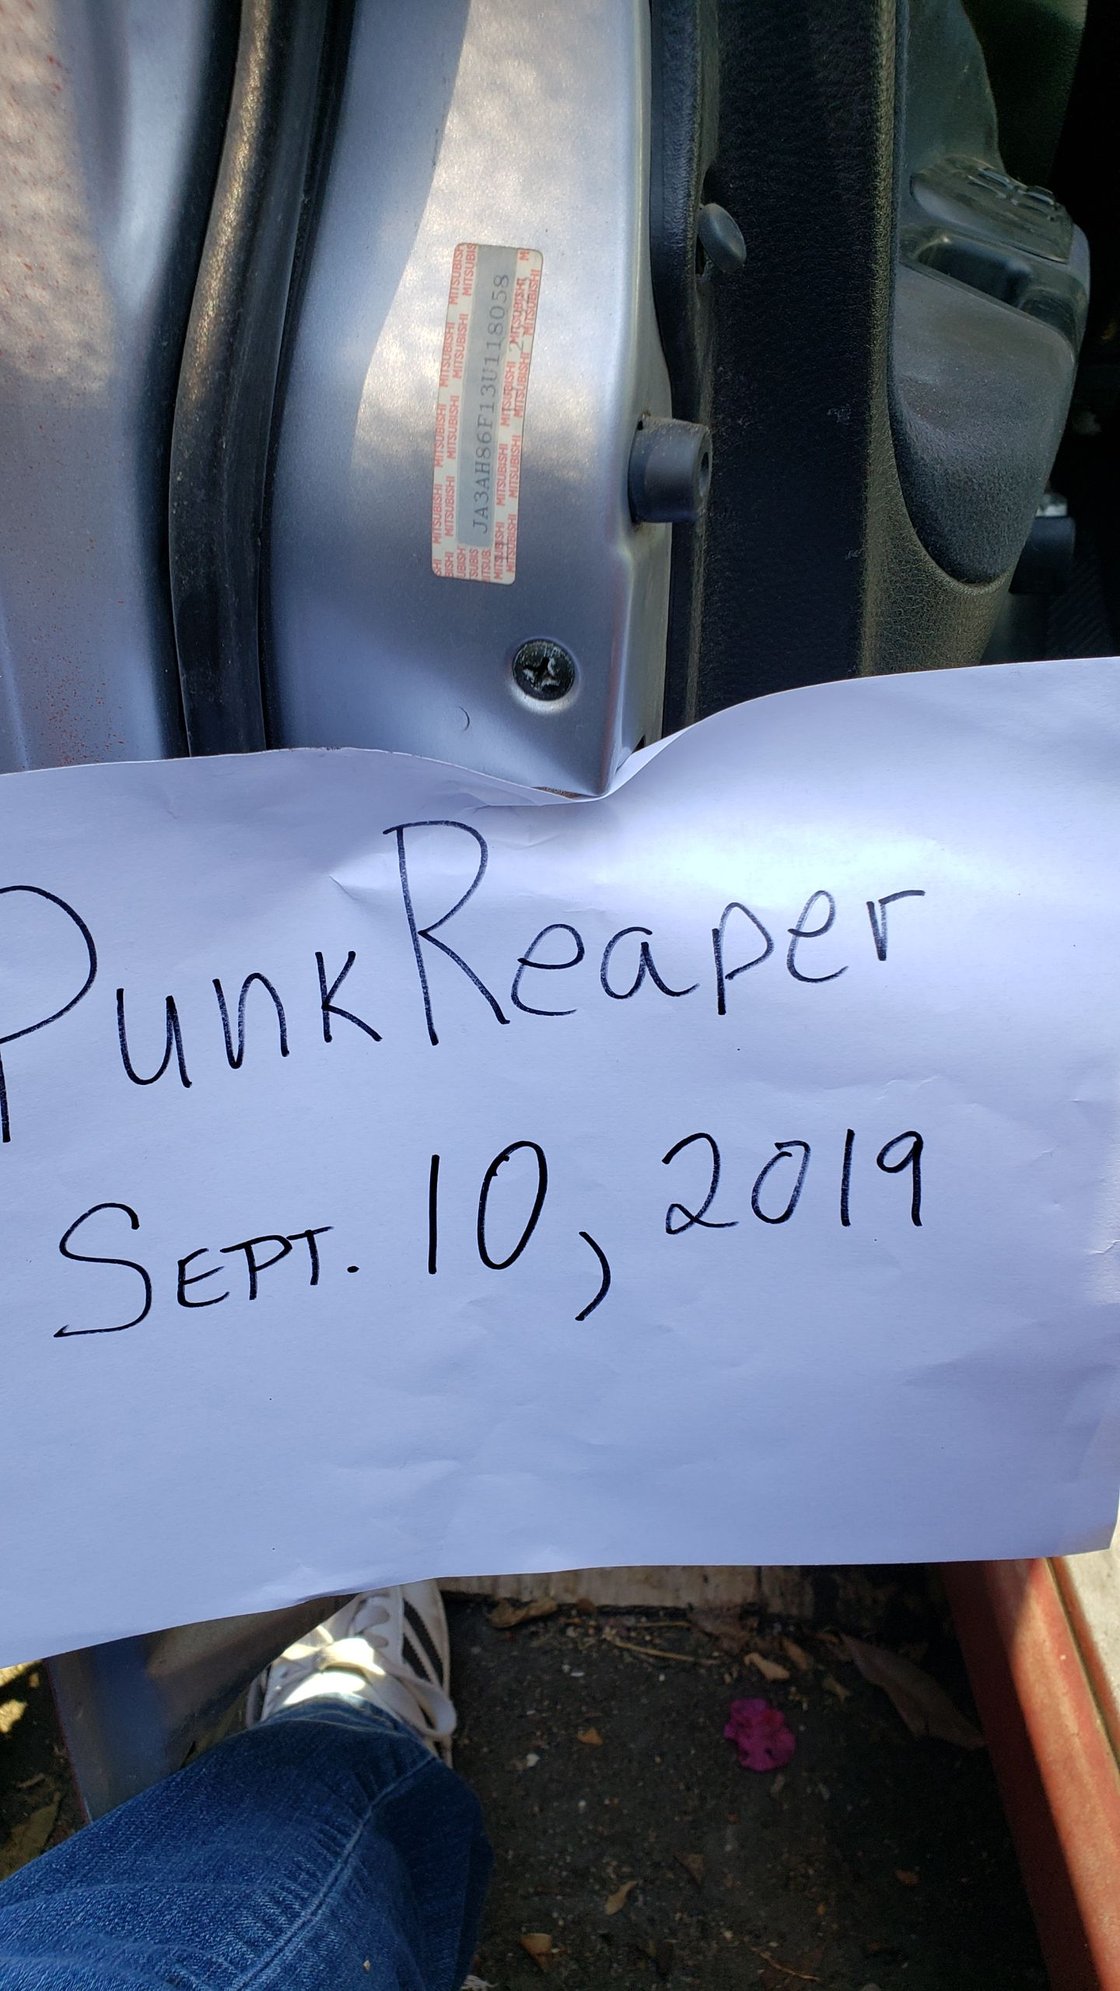 MITSUBISHI
JA3AH86F13U118058
PunkReaper
SEPT. 10, 2019